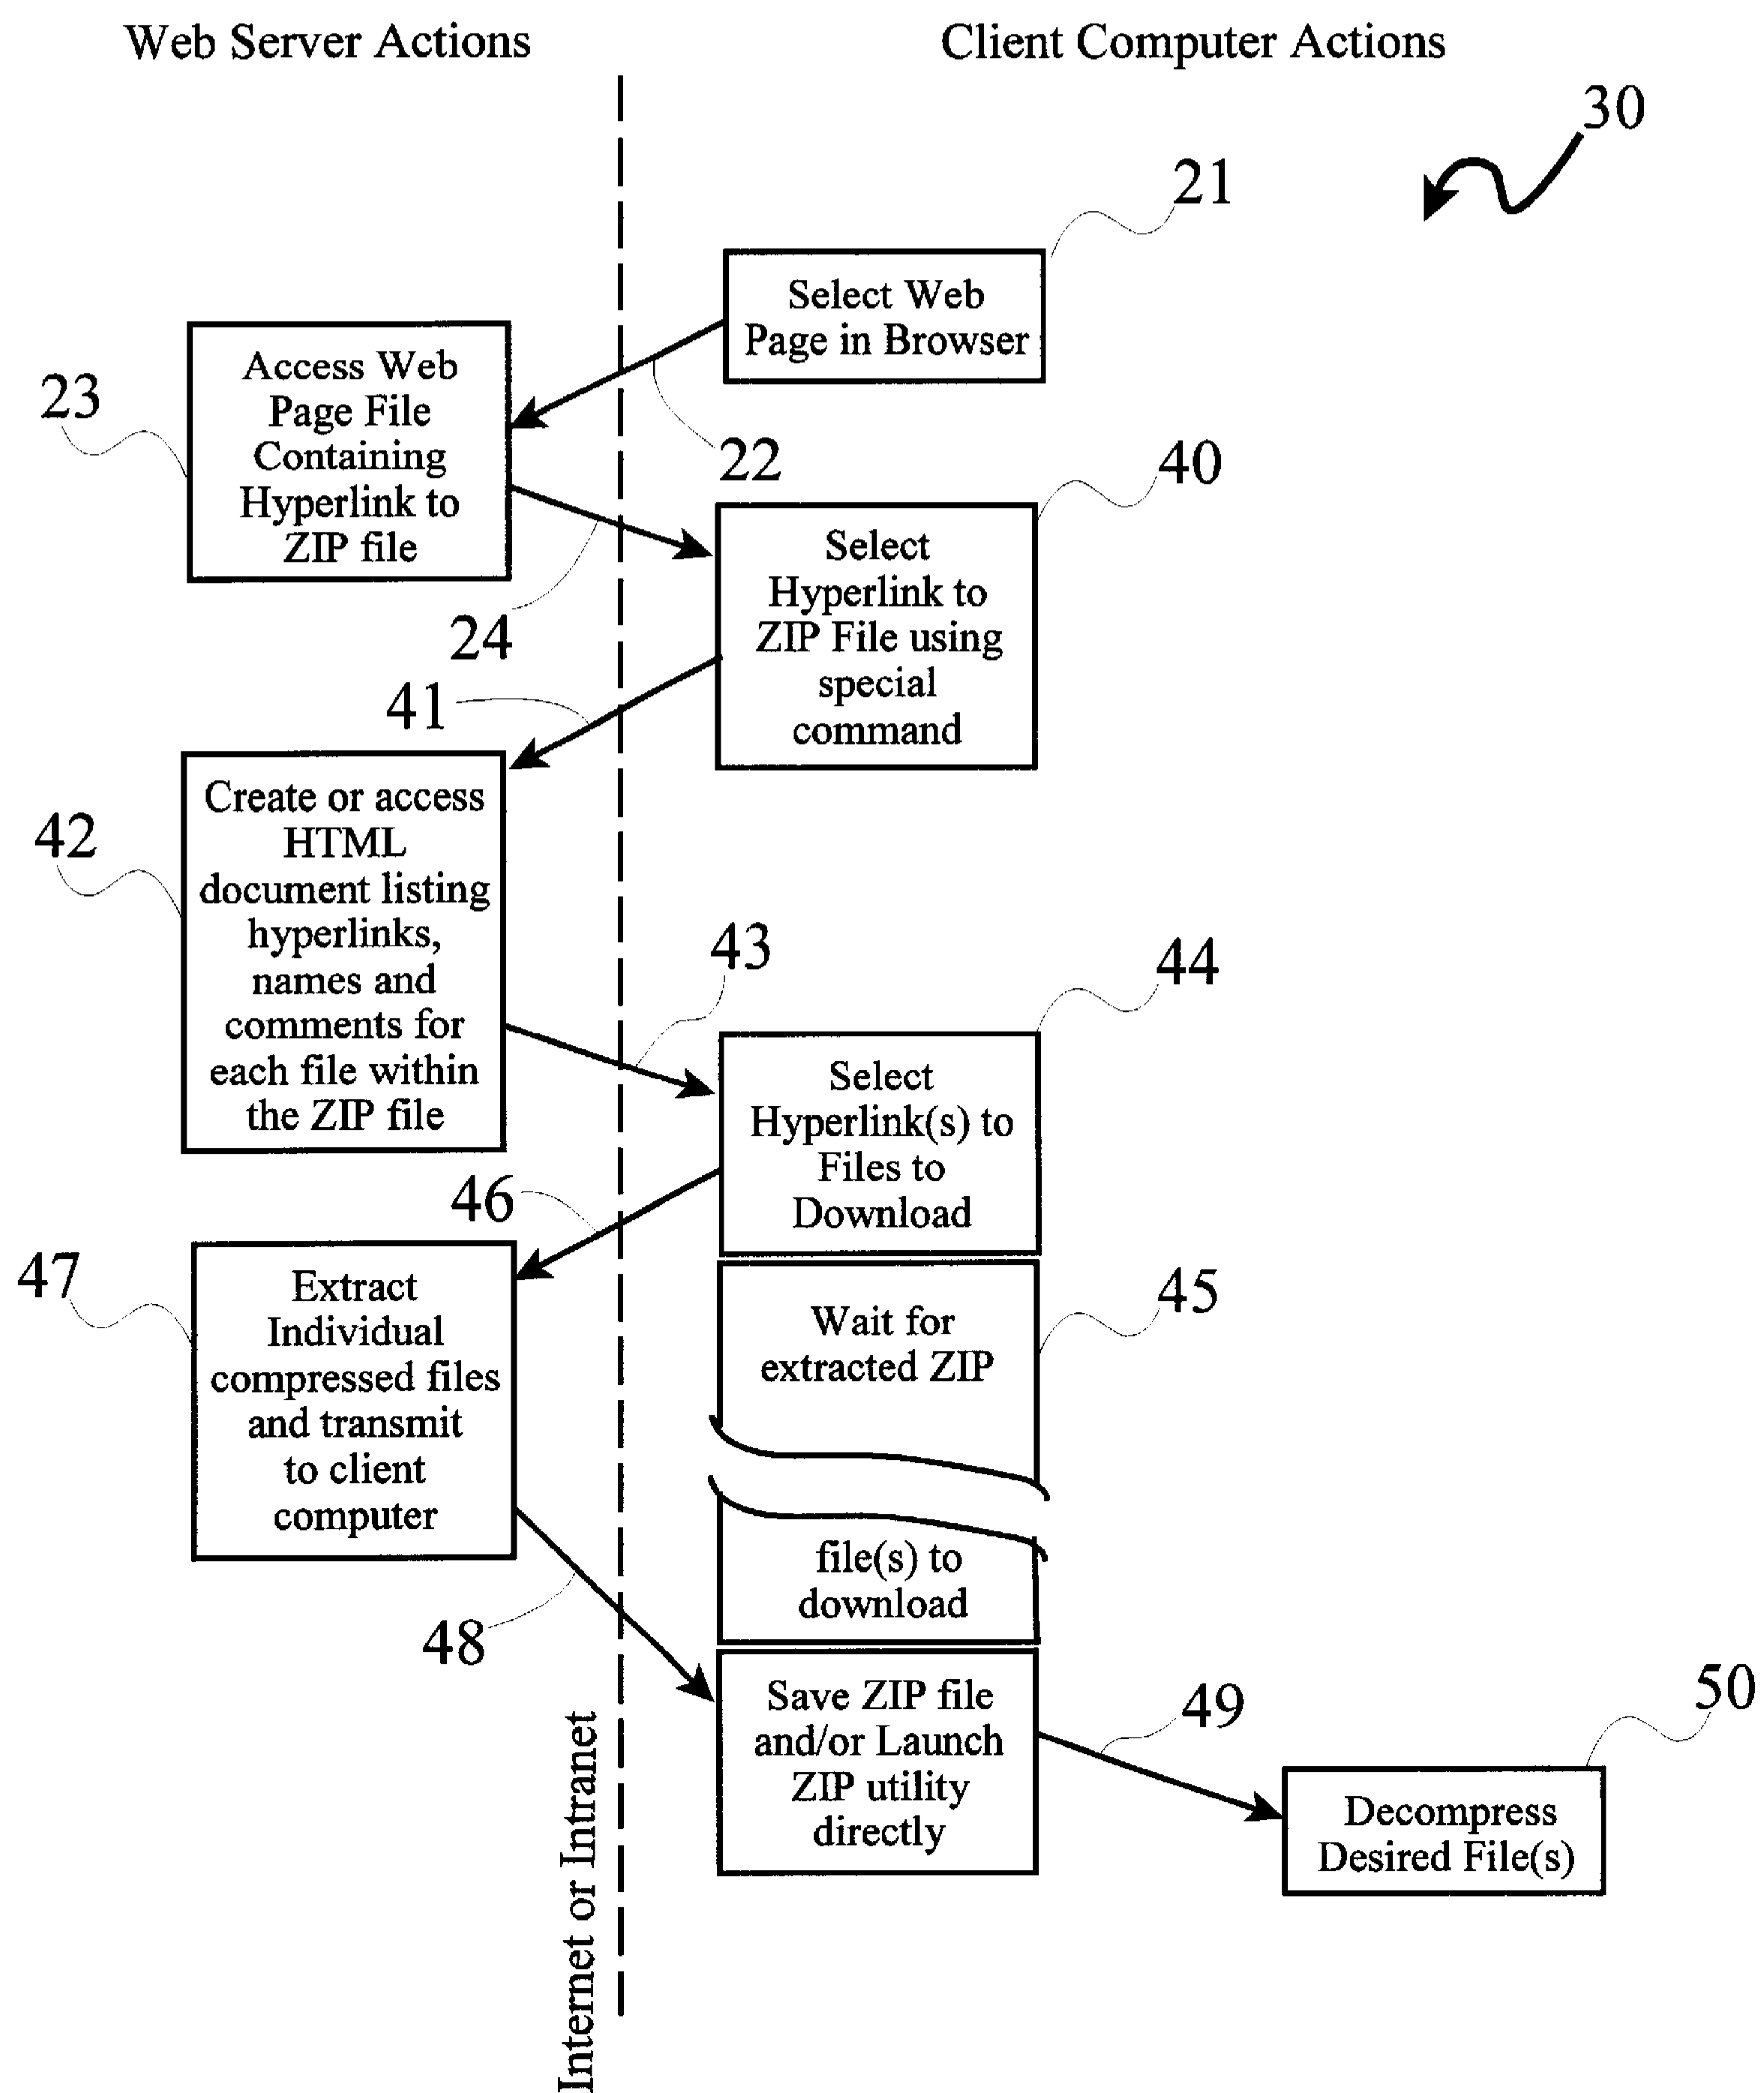 Web Server Actions
Client Computer Actions
30
21
Select Web
Page in Browser
22
23
Access Web
Page File
Containing
Hyperlink to
ZIP file
24
40
Select
Hyperlink to
ZIP File using
special
command
41
42
Create or access
HTML
document listing
hyperlinks,
names and
comments for
each file within
the ZIP file
43
44
Select
Hyperlink(s) to
Files to
Download
46
45
Wait for
extracted ZIP
file(s) to
download
47
Extract
Individual
compressed files
and transmit
to client
computer
48
Save ZIP file
and/or Launch
ZIP utility
directly
49
50
Decompress
Desired File(s)
Internet or Intranet